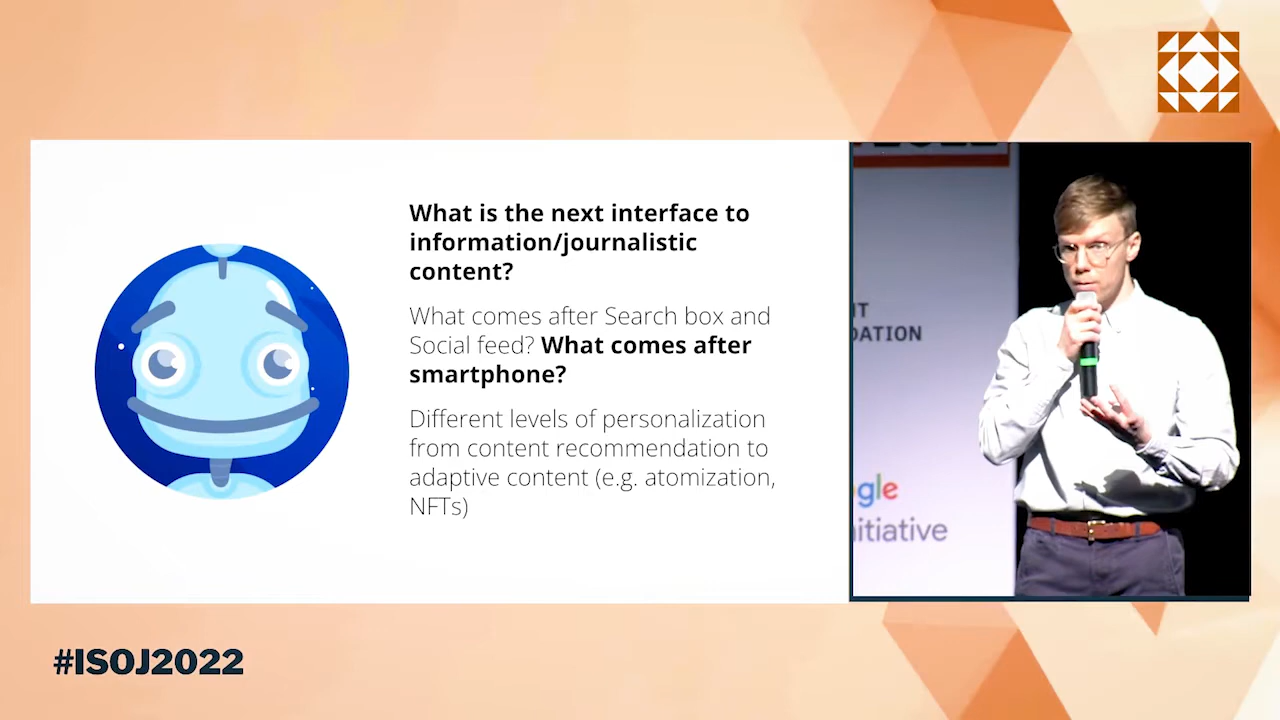 What is the next interface to
information/journalistic
content?
What comes after Search box and
Social feed? What comes after
smartphone?
Different levels of personalization
from content recommendation to
adaptive content (e.g. atomization,
NFTs)
gle
itiative
DATION
#ISOJ2022